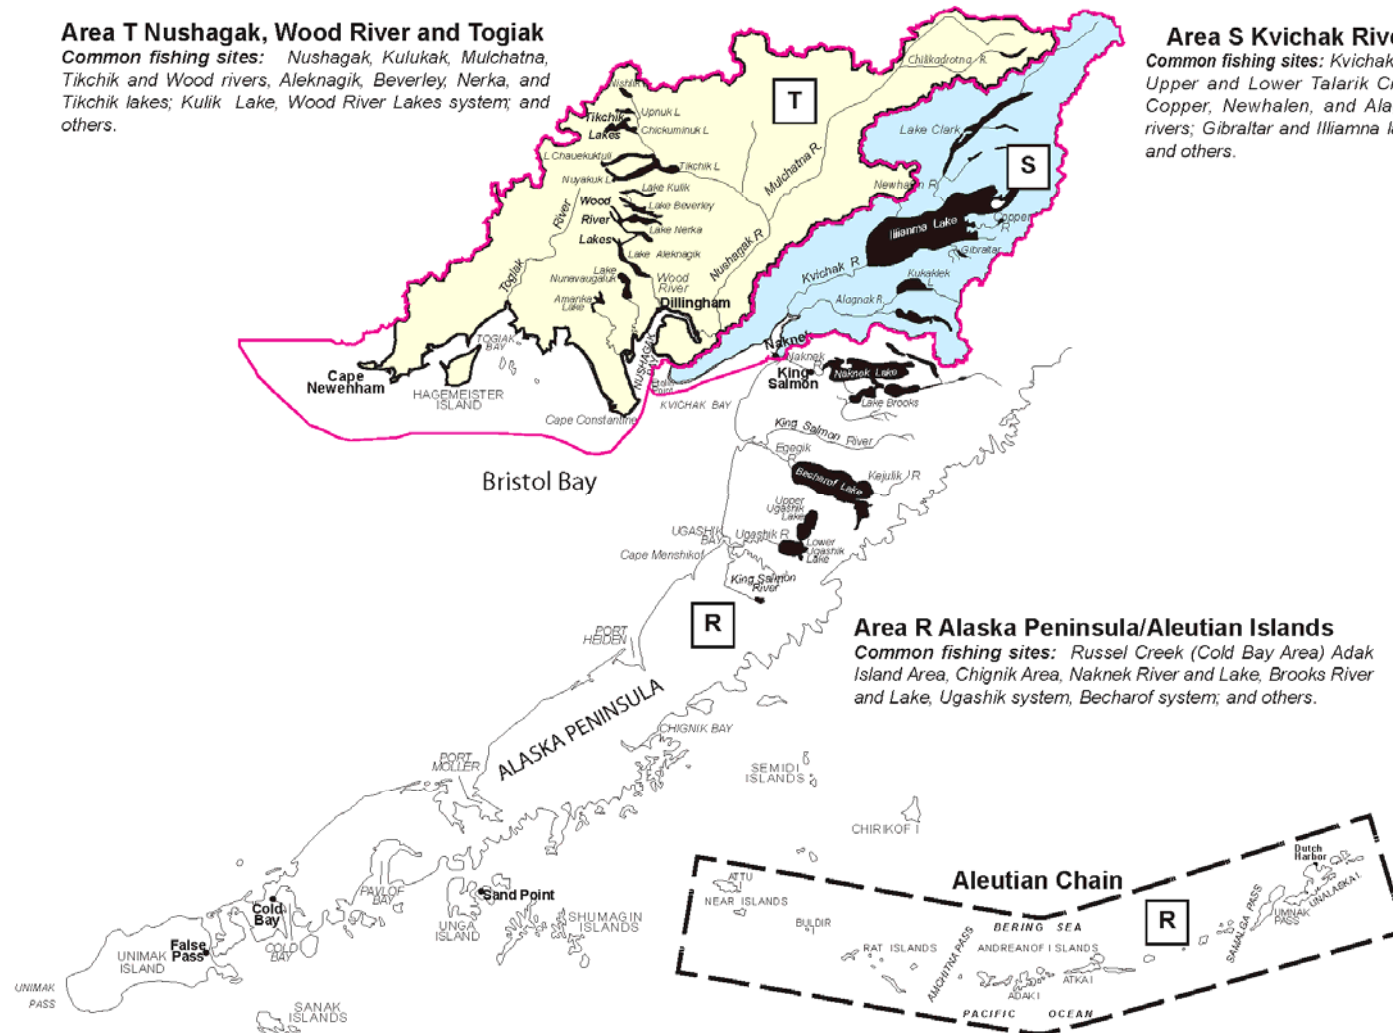 Area T Nushagak, Wood River and Togiak
Common fishing sites: Nushagak, Kulukak, Mulchatna,
Tikchik and Wood rivers, Aleknagik, Beverley, Nerka, and
Tikchik lakes; Kulik Lake, Wood River Lakes system; and
others.
Area S Kvichak Rive
Common fishing sites: Kvichak
Upper and Lower Talarik Cr
Copper, Newhalen, and Ala
rivers; Gibraltar and Illiamna la
and others.
T
Chilikadrotna R.
Upnuk L
Tikchik
Lakes
Chickuminuk L
L Chauekuktuli
Tikchik L
Nuyakuk L
Lake Kulik
Wood
River
Lakes
Lake Beverley
Lake Nerka
Lake Aleknagik
Mulchatna R.
Nushagak R
Togiak
River
Lake
Nunavaugaluk
Amanka
Lake
Wood
River
Dillingham
S
Lake Clark
Newhalen R
Iliamna Lake
Copper
R
Gibraltar
Kvichak R
Kukaklek
L
Alagnak R.
Naknek
Naknek
R
King
Salmon
Naknek Lake
Lake Brooks
Cape
Newenham
TOGIAK
BAY
HAGEMEISTER
ISLAND
NUSHAGAK
BAY
Point
KVICHAK BAY
Cape Constantine
Bristol Bay
King Salmon River
Egegik
R
Becharof Lake
Kejulik R
Upper
Ugashik
Lake
UGASHIK
BAY
Ugashik R
Lower
Ugashik
Lake
Cape Menshikof
King Salmon
River
R
PORT
HEIDEN
Area R Alaska Peninsula/Aleutian Islands
Common fishing sites: Russel Creek (Cold Bay Area) Adak
Island Area, Chignik Area, Naknek River and Lake, Brooks River
and Lake, Ugashik system, Becharof system; and others.
ALASKA PENINSULA
CHIGNIK BAY
PORT
MOLLER
SEMIDI
ISLANDS
CHIRIKOF I
PAVLOF
BAY
Sand Point
UNGA
ISLAND
SHUMAGIN
ISLANDS
Cold
Bay
COLD
BAY
False
Pass
UNIMAK
ISLAND
UNIMAK
PASS
SANAK
ISLANDS
Aleutian Chain
R
Dutch
Harbor
ATTU
NEAR ISLANDS
BULDIR
RAT ISLANDS
AMCHITNA PASS
BERING SEA
ANDREANOF ISLANDS
ADAK I
ATKA I
SAMALGA PASS
UMNAK
PASS
UNALASKA I.
PACIFIC OCEAN